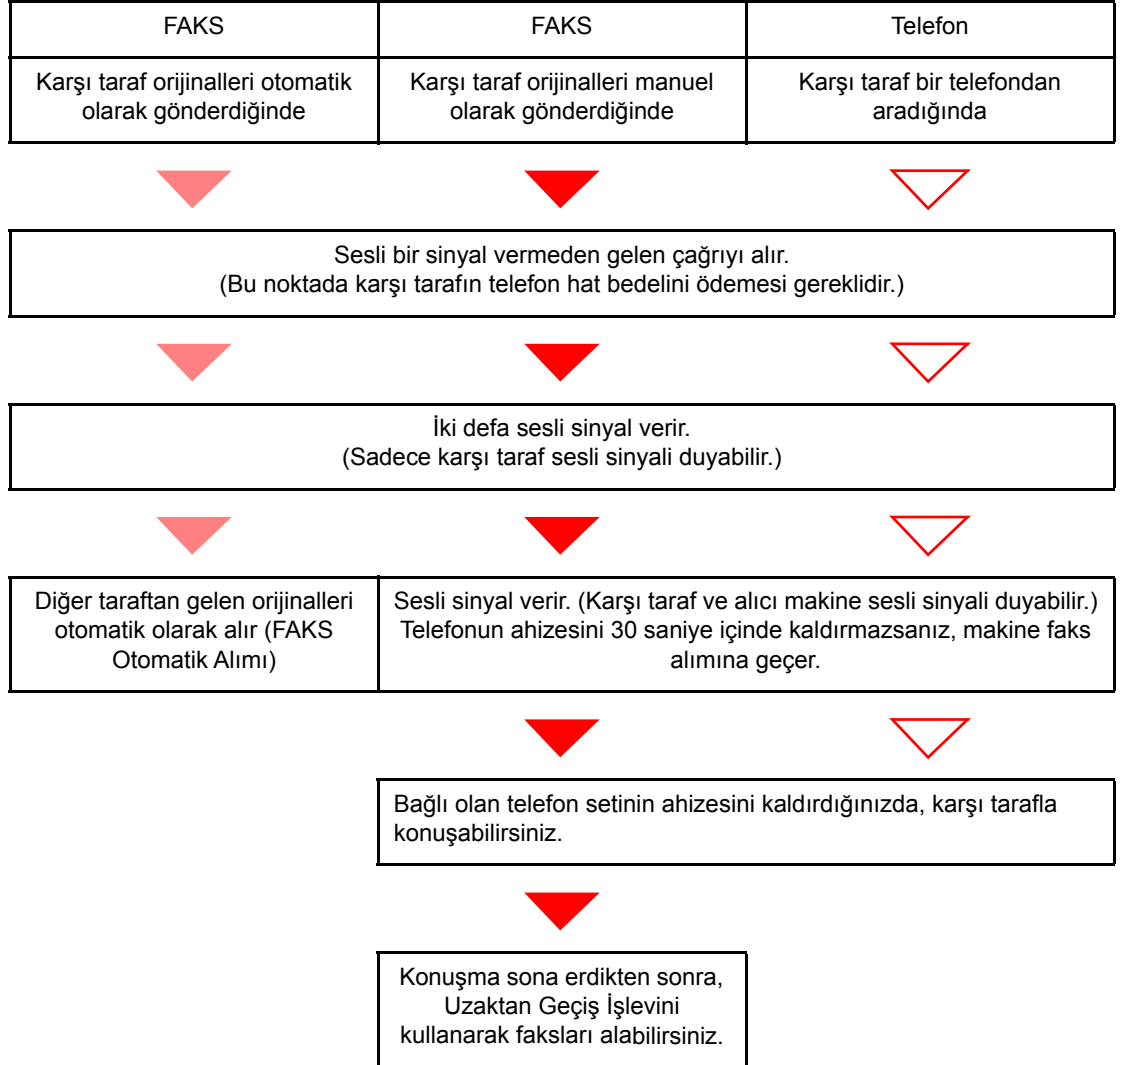 FAKS
FAKS
Telefon
Karşı taraf orijinalleri otomatik
olarak gönderdiğinde
Karşı taraf orijinalleri manuel
olarak gönderdiğinde
Karşı taraf bir telefondan
aradığında
Sesli bir sinyal vermeden gelen çağrıyı alır.
(Bu noktada karşı tarafın telefon hat bedelini ödemesi gereklidir.)
İki defa sesli sinyal verir.
(Sadece karşı taraf sesli sinyali duyabilir.)
Diğer taraftan gelen orijinalleri
otomatik olarak alır (FAKS
Otomatik Alımı)
Sesli sinyal verir. (Karşı taraf ve alıcı makine sesli sinyali duyabilir.)
Telefonun ahizesini 30 saniye içinde kaldırmazsanız, makine faks
alımına geçer.
Bağlı olan telefon setinin ahizesini kaldırdığınızda, karşı tarafla
konuşabilirsiniz.
Konuşma sona erdikten sonra,
Uzaktan Geçiş İşlevini
kullanarak faksları alabilirsiniz.